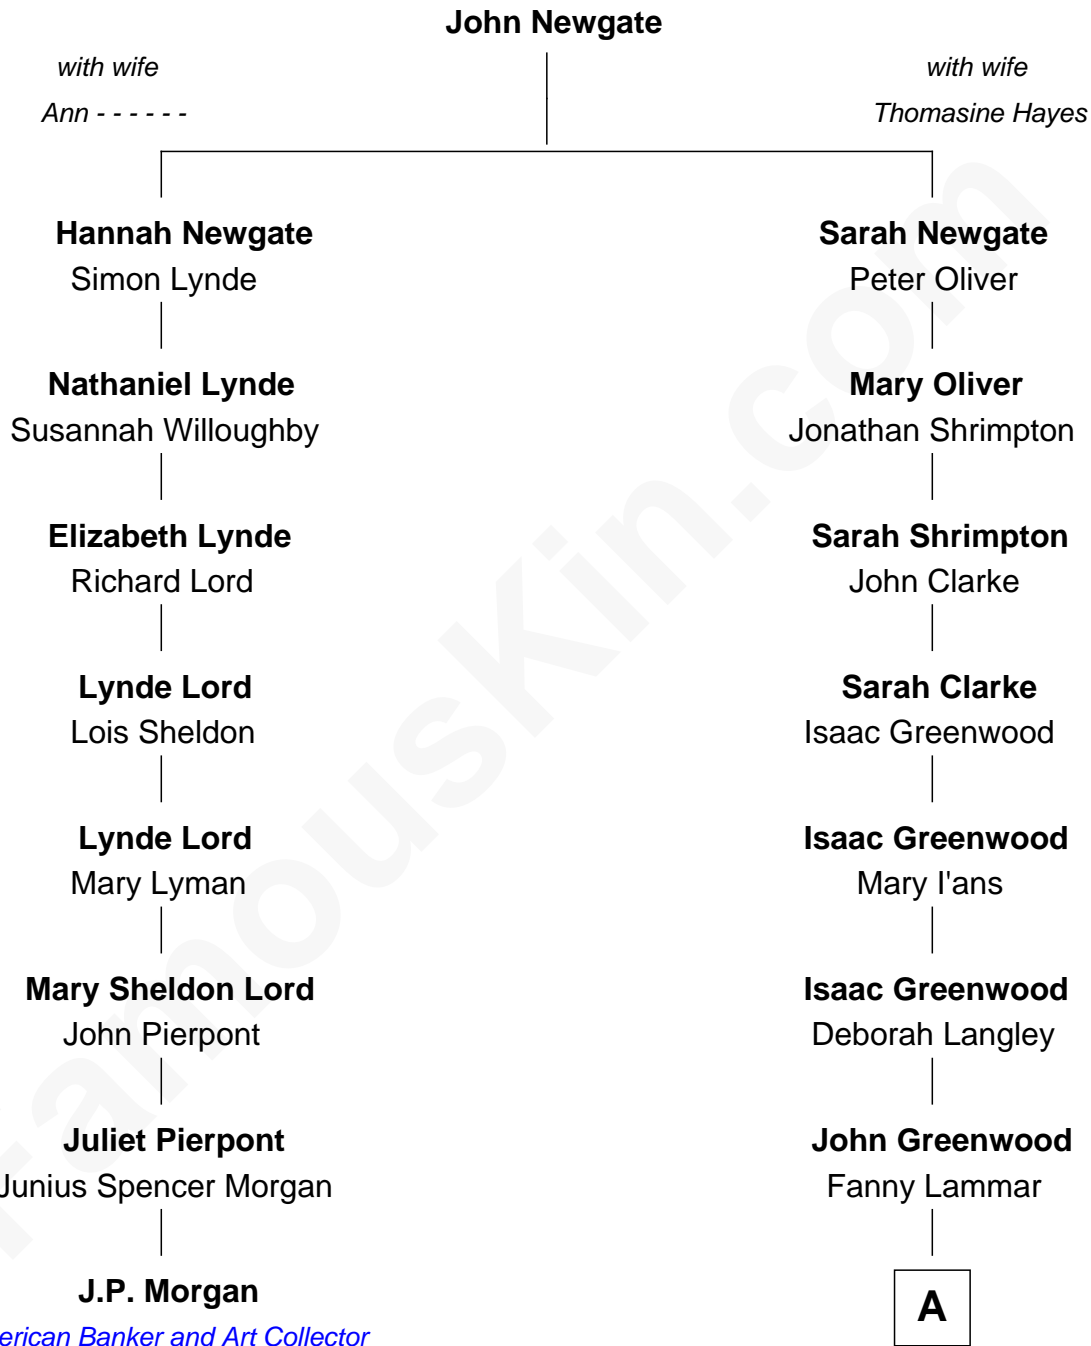 John Newgate
with wife
Ann - - - - - -
with wife
Thomasine Hayes
Hannah Newgate
Simon Lynde
Sarah Newgate
Peter Oliver
Nathaniel Lynde
Susannah Willoughby
Mary Oliver
Jonathan Shrimpton
Elizabeth Lynde
Richard Lord
Sarah Shrimpton
John Clarke
Lynde Lord
Lois Sheldon
Sarah Clarke
Isaac Greenwood
Lynde Lord
Mary Lyman
Isaac Greenwood
Mary I'ans
Mary Sheldon Lord
John Pierpont
Isaac Greenwood
Deborah Langley
Juliet Pierpont
Junius Spencer Morgan
John Greenwood
Fanny Lammar
J.P. Morgan
erican Banker and Art Collector
A
FamousKin.com